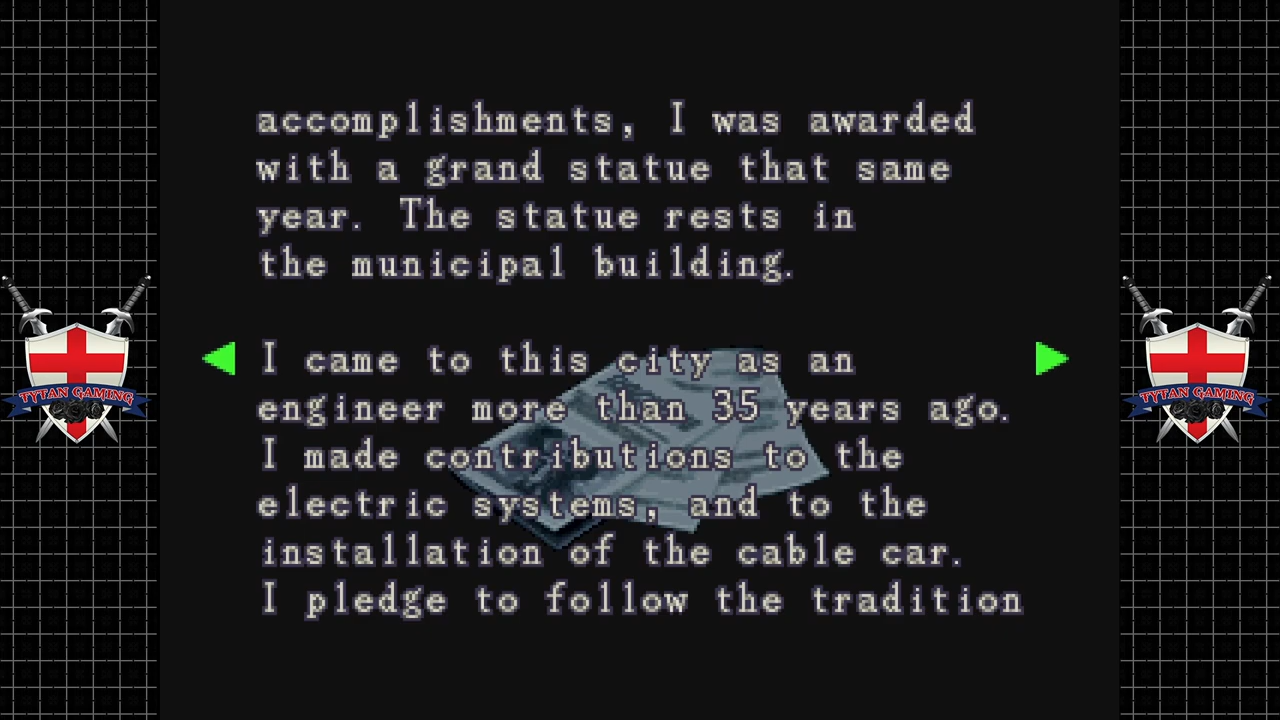 accomplishments, I was awarded
with a grand statue that same
year. The statue rests in
the municipal building.
I came to this city as an
engineer more than 35 years ago.
I made contributions to the
electric systems, and to the
installation of the cable car.
I pledge to follow the tradition
TYTAN GAMING
TYTAN GAMING